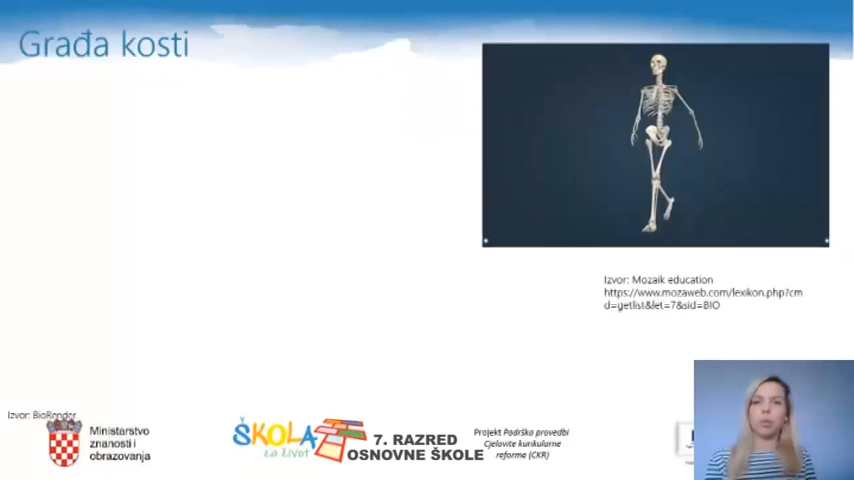 Građa kosti
Izvor: Mozaik education
https://www.mozaweb.com/lexikon.php?cm
d=getlist&let=7&sid=BIO
Izvor: BioRender
Ministarstvo
znanosti i
obrazovanja
ŠKOLA
za život
7. RAZRED
OSNOVNE ŠKOLE
Projekt Podrška provedbi
Cjelovite kurikularne
reforme (CKR)